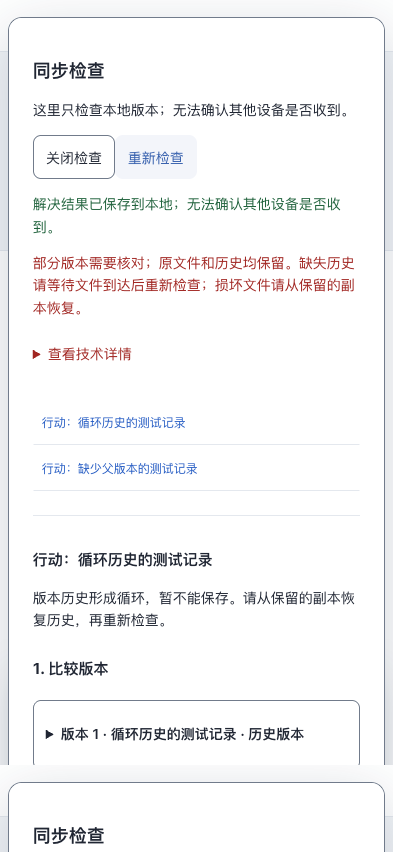 同步检查
这里只检查本地版本；无法确认其他设备是否收到。
关闭检查 重新检查
解决结果已保存到本地；无法确认其他设备是否收
到。
部分版本需要核对；原文件和历史均保留。缺失历史
请等待文件到达后重新检查；损坏文件请从保留的副
本恢复。
▶ 查看技术详情
行动：循环历史的测试记录
行动：缺少父版本的测试记录
行动：循环历史的测试记录
版本历史形成循环，暂不能保存。请从保留的副本恢
复历史，再重新检查。
1. 比较版本
▶ 版本 1 · 循环历史的测试记录 · 历史版本
同步检查